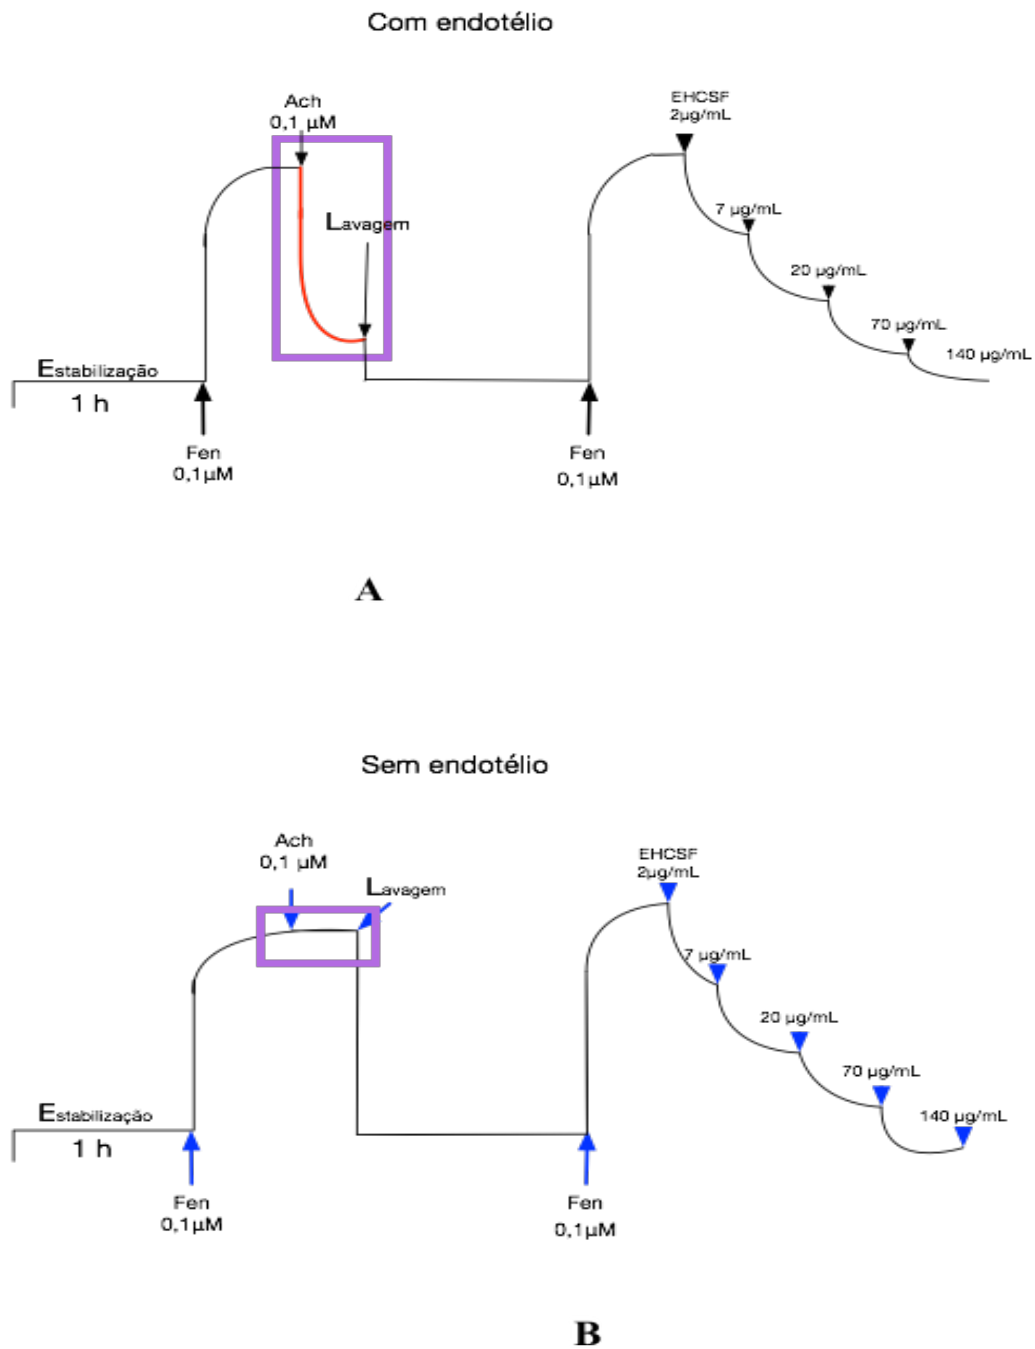 Com endotélio
Ach
0,1 µM
EHCSF
2µg/mL
Lavagem
7 µg/mL
20 µg/mL
70 µg/mL
140 µg/mL
Estabilização
1 h
Fen
0,1µM
Fen
0,1µM
A
Sem endotélio
Ach
0,1 µM
EHCSF
2µg/mL
Lavagem
7 µg/mL
20 µg/mL
70 µg/mL
140 µg/mL
Estabilização
1 h
Fen
0,1µM
Fen
0,1µM
B